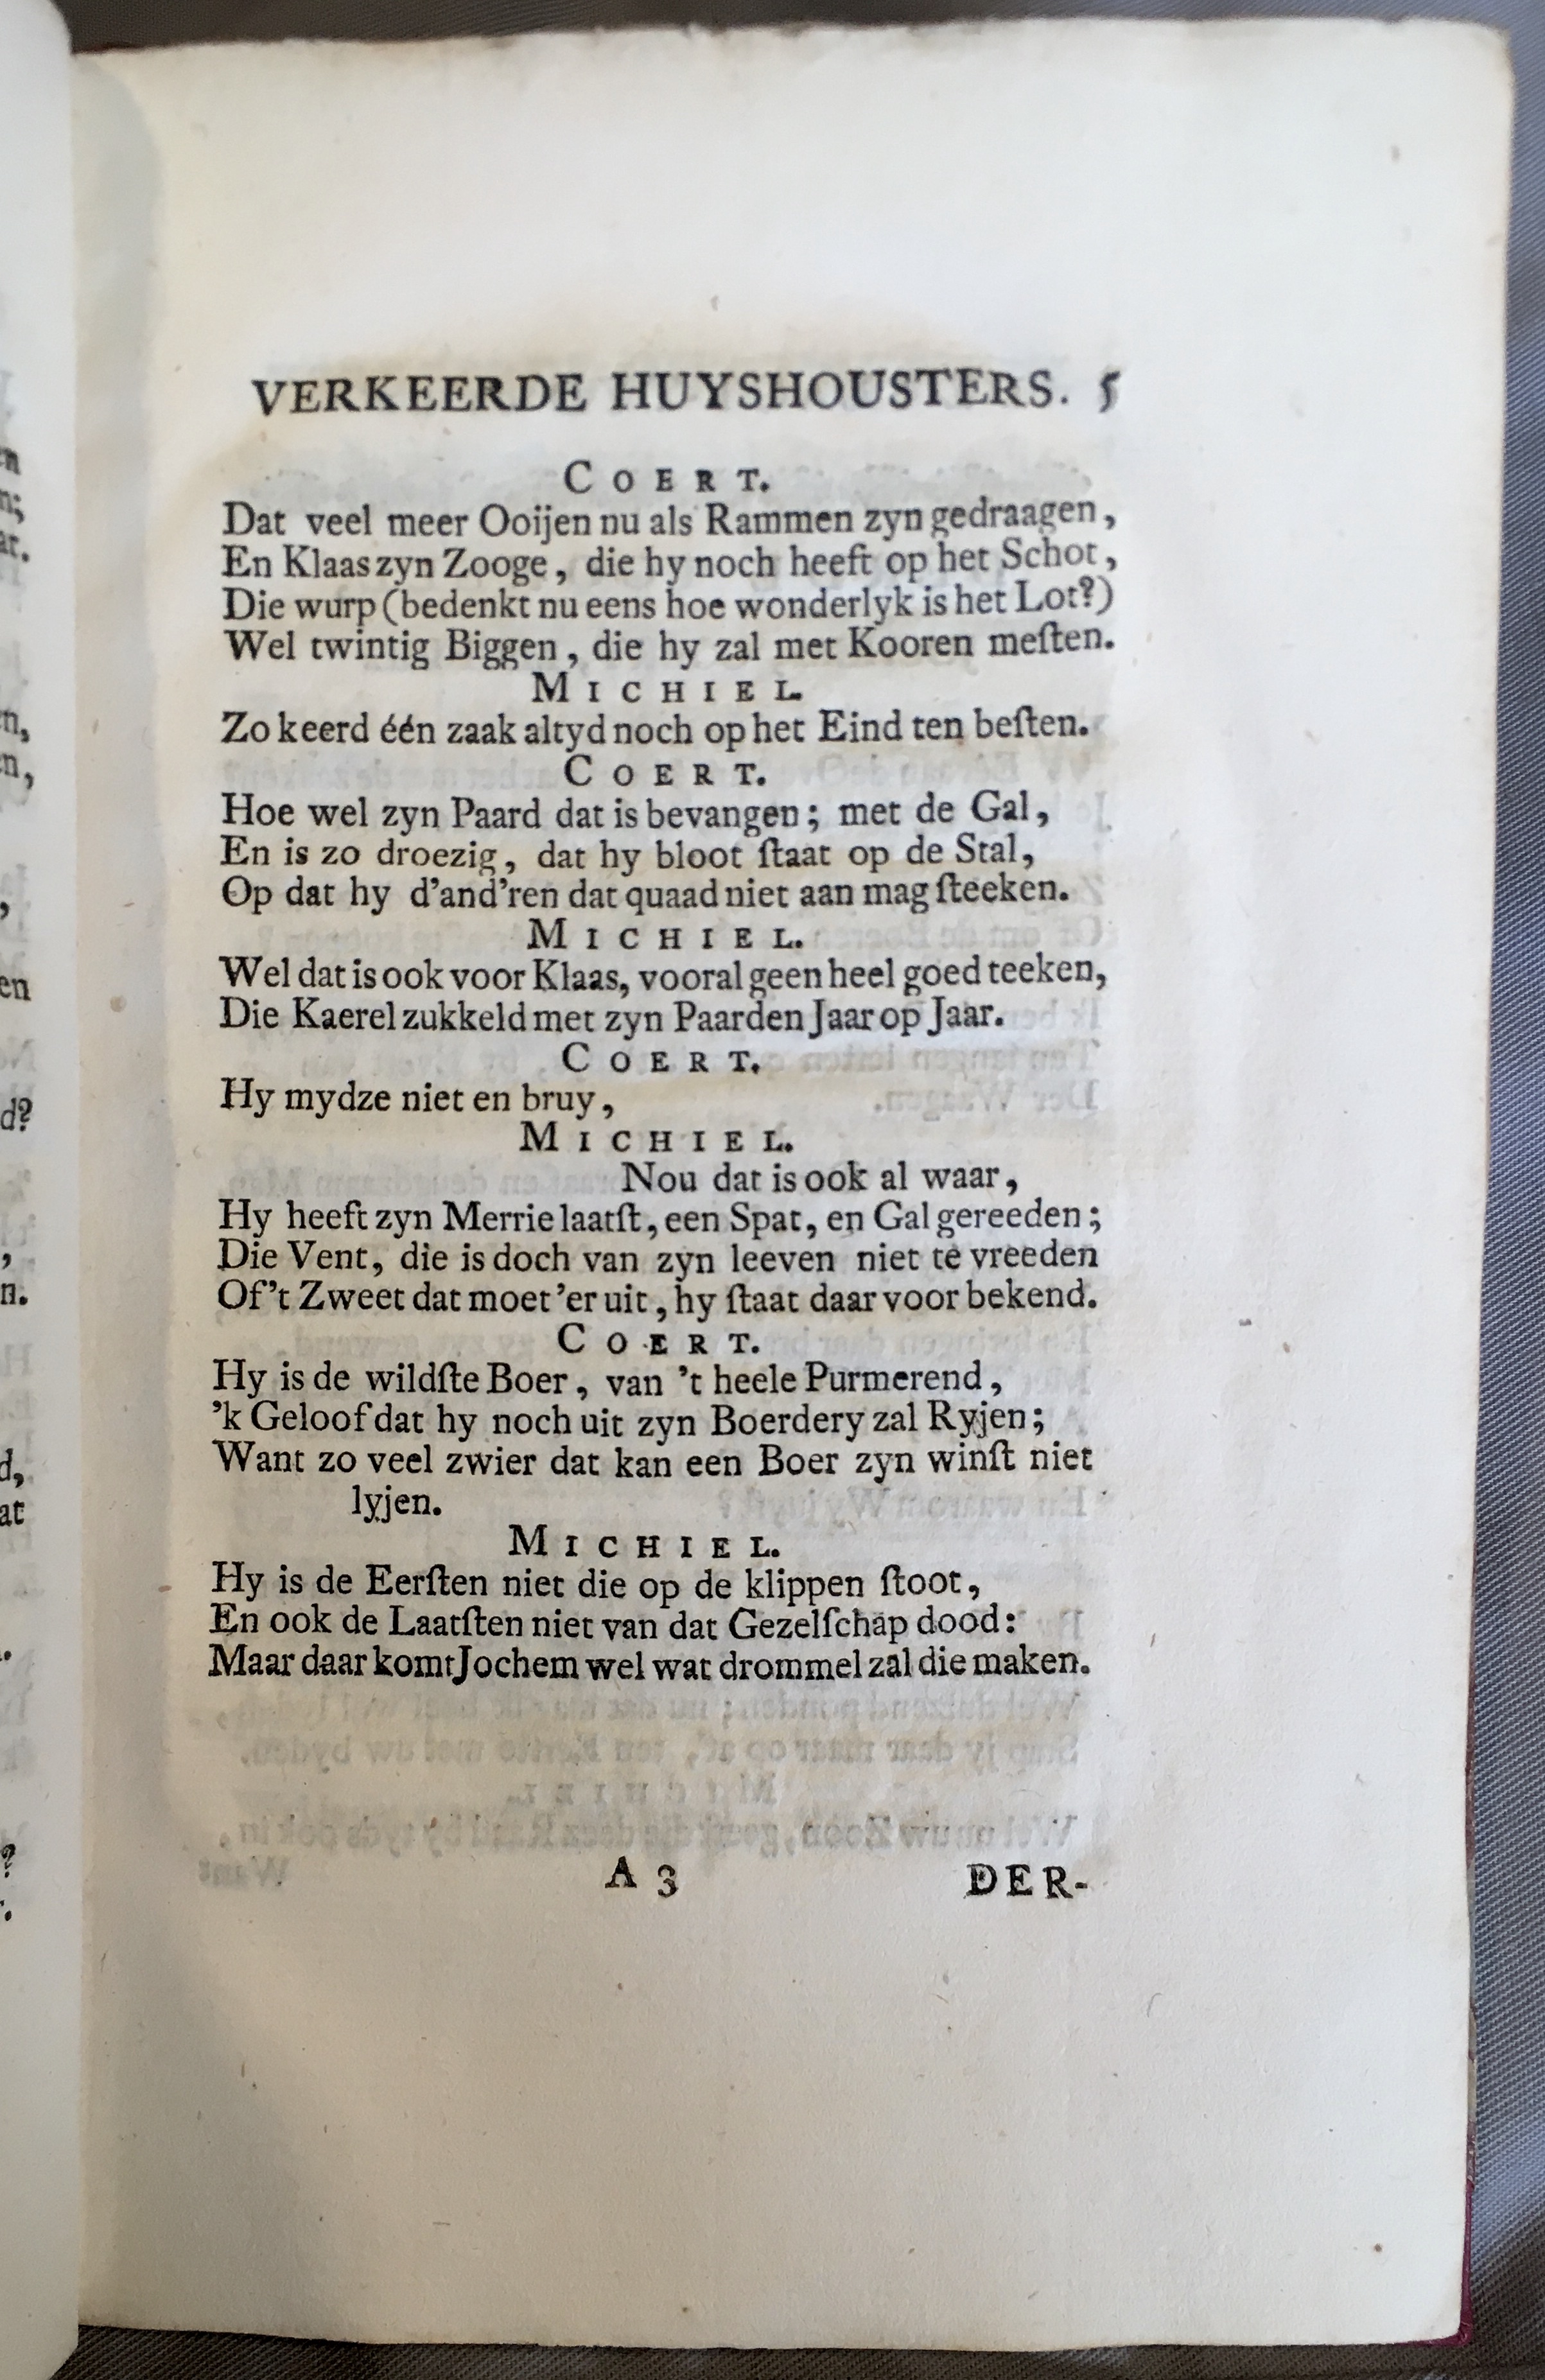 VERKEERDE HUYSHOUSTERS. 5
COERT.
Dat veel meer Ooijen nu als Rammen zyn gedraagen,
En Klaas zyn Zooge, die hy noch heeft op het Schot,
Die wurp (bedenkt nu eens hoe wonderlyk is het Lot?)
Wel twintig Biggen, die hy zal met Kooren meſten.
MICHIEL.
Zo keerd één zaak altyd noch op het Eind ten beſten.
COERT.
Hoe wel zyn Paard dat is bevangen; met de Gal,
En is zo droezig, dat hy bloot ſtaat op de Stal,
Op dat hy d'and'ren dat quaad niet aan mag ſteeken.
MICHIEL.
Wel dat is ook voor Klaas, vooral geen heel goed teeken,
Die Kaerel zukkeld met zyn Paarden Jaar op Jaar.
COERT.
Hy mydze niet en bruy,
MICHIEL.
Nou dat is ook al waar,
Hy heeft zyn Merrie laatſt, een Spat, en Gal gereeden;
Die Vent, die is doch van zyn leeven niet te vreeden
Of't Zweet dat moet 'er uit, hy ſtaat daar voor bekend.
COERT.
Hy is de wildſte Boer, van 't heele Purmerend,
'k Geloof dat hy noch uit zyn Boerdery zal Ryjen;
Want zo veel zwier dat kan een Boer zyn winſt niet
lyjen.
MICHIEL.
Hy is de Eerſten niet die op de klippen ſtoot,
En ook de Laatſten niet van dat Gezelſchap dood:
Maar daar komt Jochem wel wat drommel zal die maken.
A 3 DER-